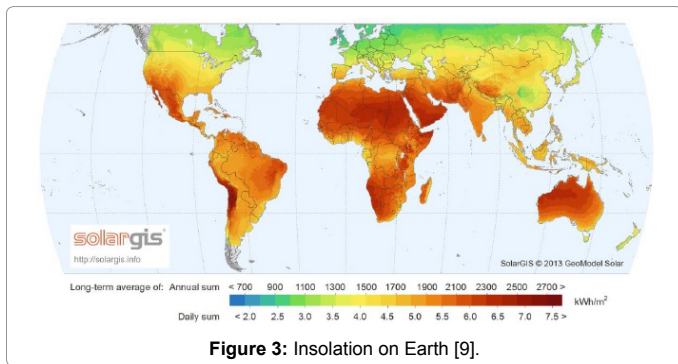 solargis
http://solargis.info
SolarGIS © 2013 GeoModel Solar
Long-term average of: Annual sum < 700 900 1100 1300 1500 1700 1900 2100 2300 2500 2700 > kWh/m²
Daily sum < 2.0 2.5 3.0 3.5 4.0 4.5 5.0 5.5 6.0 6.5 7.0 7.5 >
Figure 3: Insolation on Earth [9].